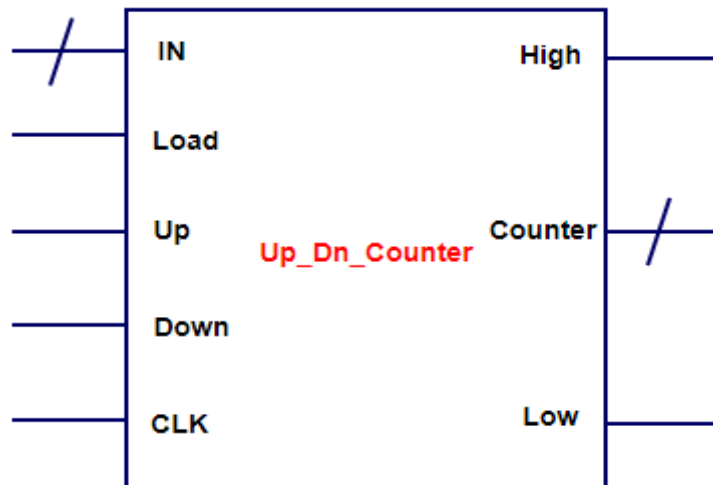 IN
High
Load
Up
Counter
Up_Dn_Counter
Down
CLK
Low